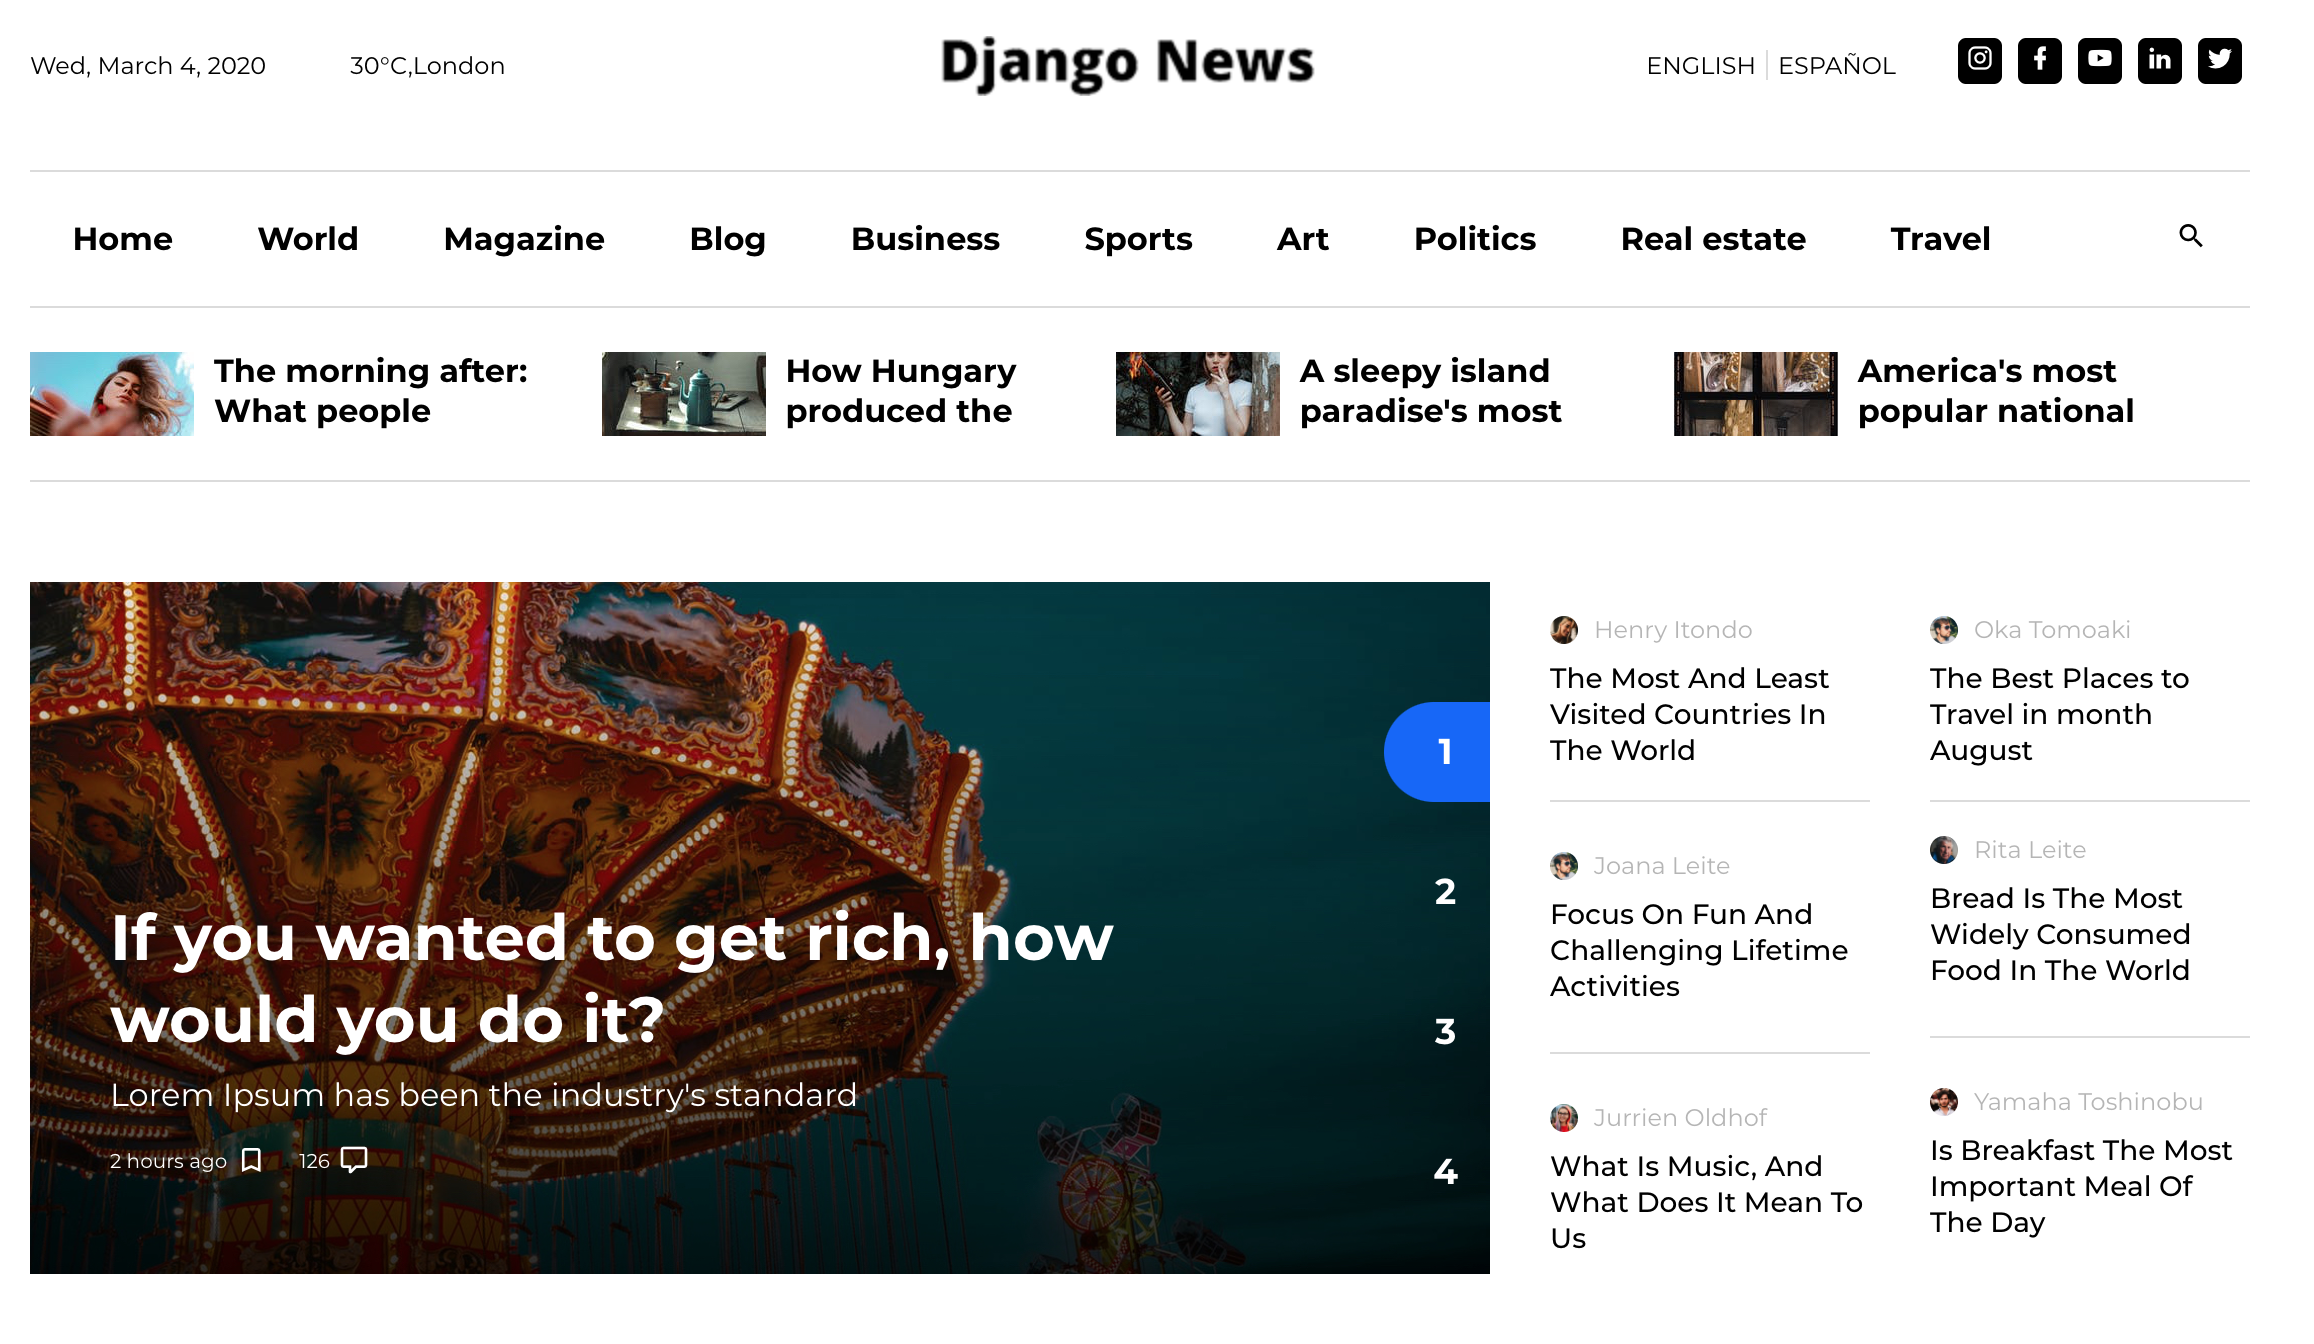 Wed, March 4, 2020
30°C,London
Django News
ENGLISH
ESPAÑOL
Home
World
Magazine
Blog
Business
Sports
Art
Politics
Real estate
Travel
The morning after:
What people
How Hungary
produced the
A sleepy island
paradise's most
America's most
popular national
If you wanted to get rich, how
would you do it?
Lorem Ipsum has been the industry's standard
2 hours ago
126
1
2
3
4
Henry Itondo
The Most And Least
Visited Countries In
The World
Joana Leite
Focus On Fun And
Challenging Lifetime
Activities
Jurrien Oldhof
What Is Music, And
What Does It Mean To
Us
Oka Tomoaki
The Best Places to
Travel in month
August
Rita Leite
Bread Is The Most
Widely Consumed
Food In The World
Yamaha Toshinobu
Is Breakfast The Most
Important Meal Of
The Day